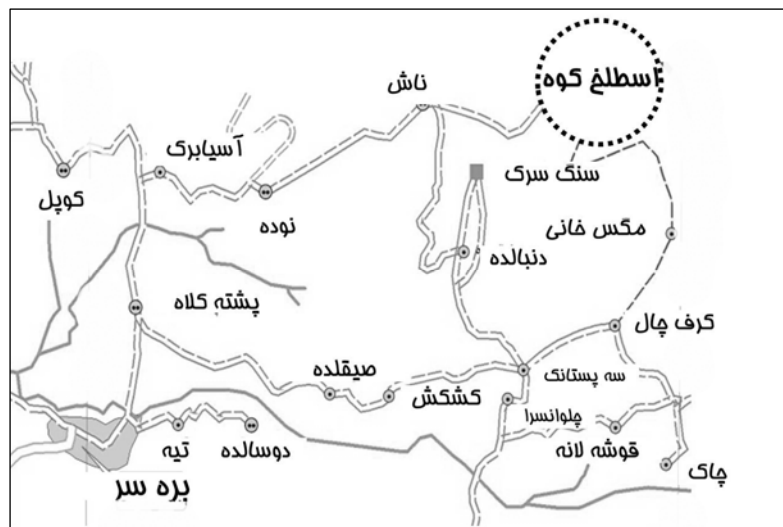 اسطلخ کوه
ناش
آسیابرک
سنگ سرک
کوپل
نوده
مگس خانی
دنبالده
پشته کلاه
کرف چال
صیقلده
سه پستانک
کشکش
چلوانسرا
تیه
دوسالده
قوشه لانه
چاک
بره سر